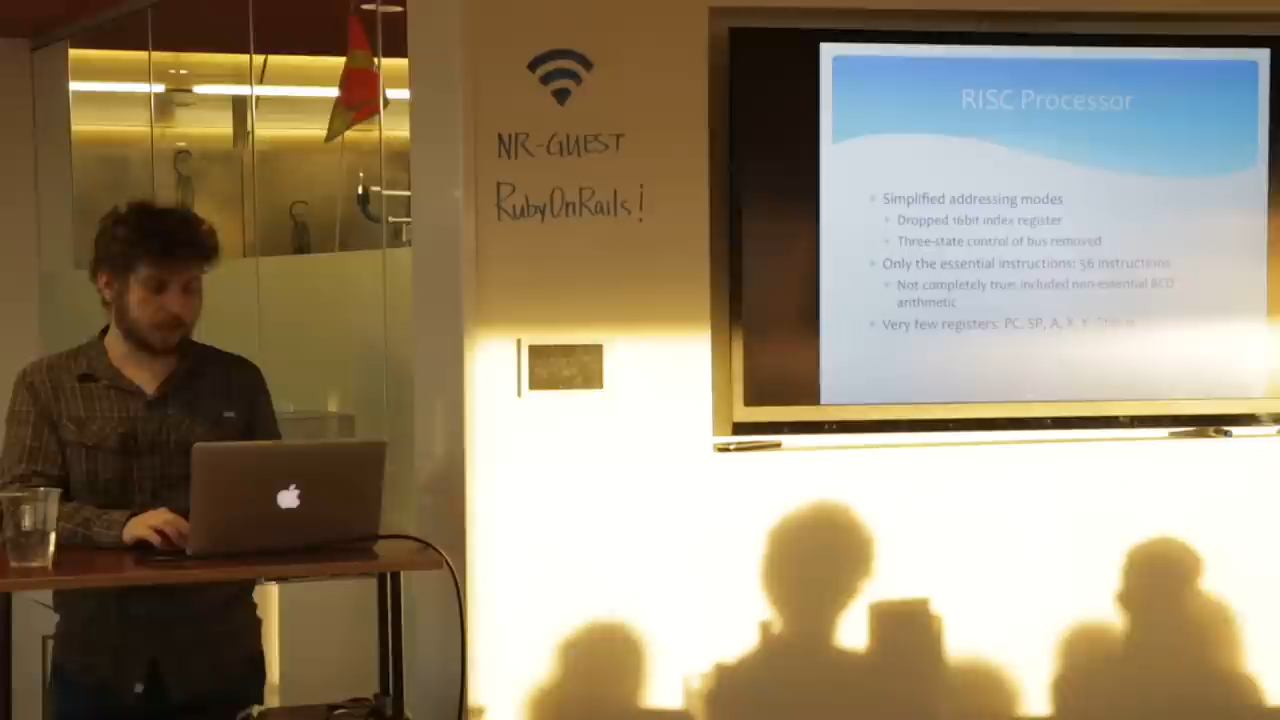 NR-GUEST
RubyOnRails!
RISC Processor
Simplified addressing modes
Dropped 16bit index register
Three-state control of bus removed
Only the essential instructions: 56 instructions
Not completely true: included non-essential BCD
arithmetic
Very few registers: PC, SP, A, X, Y, Status